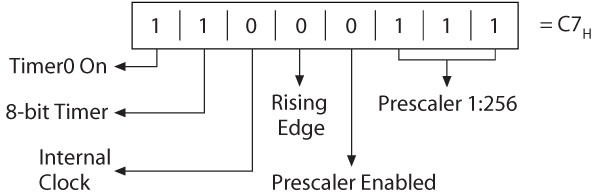 1 1 0 0 0 1 1 1 = C7H
Timer0 On
8-bit Timer
Rising
Edge
Prescaler 1:256
Internal
Clock
Prescaler Enabled